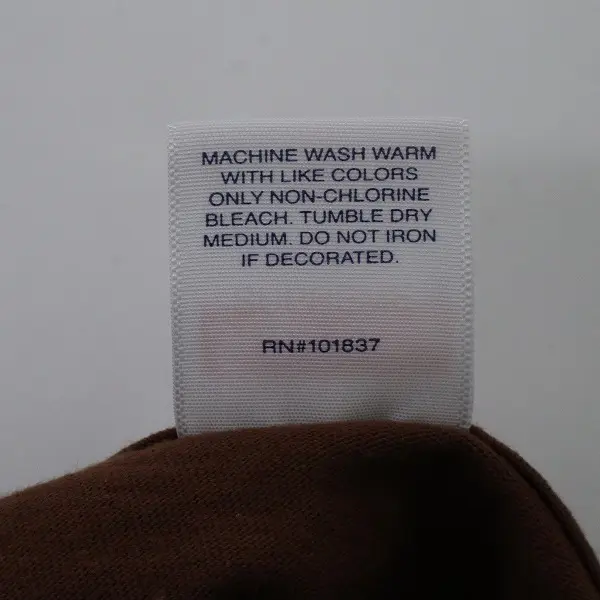 MACHINE WASH WARM
WITH LIKE COLORS
ONLY NON-CHLORINE
BLEACH. TUMBLE DRY
MEDIUM. DO NOT IRON
IF DECORATED.
RN#101837